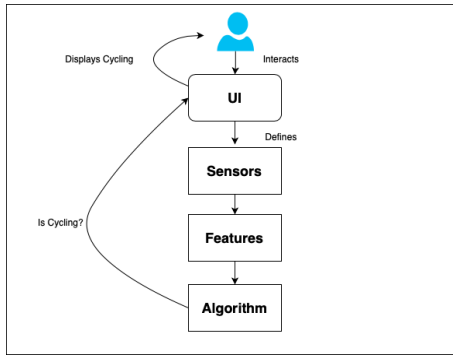 Displays Cycling
Interacts
UI
Defines
Sensors
Is Cycling?
Features
Algorithm